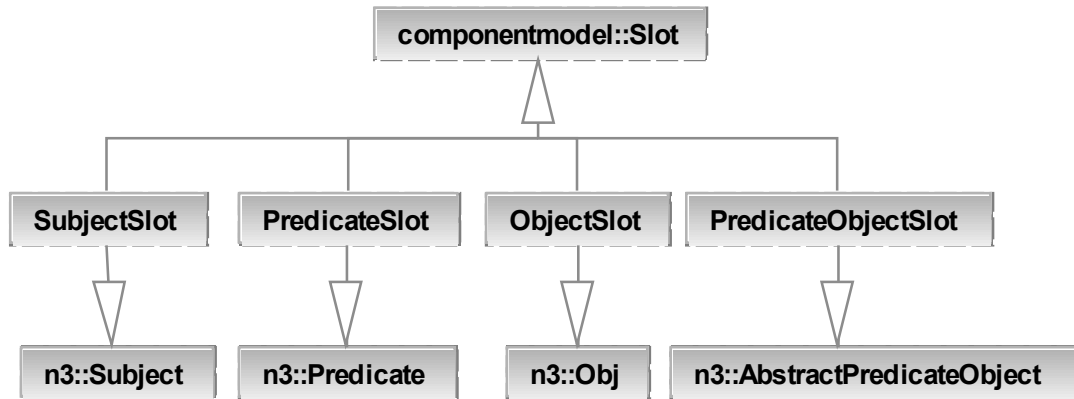 componentmodel::Slot
SubjectSlot
PredicateSlot
ObjectSlot
PredicateObjectSlot
n3::Subject
n3::Predicate
n3::Obj
n3::AbstractPredicateObject